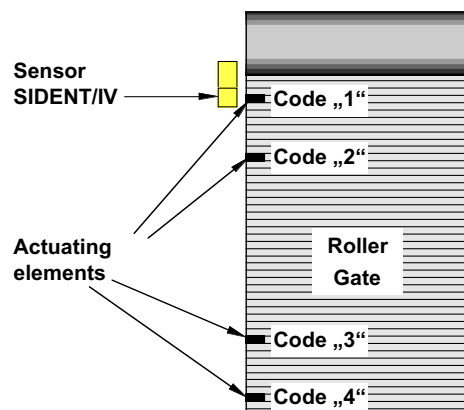 Sensor
SIDENT/IV
Code „1“
Code „2“
Actuating
elements
Roller
Gate
Code „3“
Code „4“